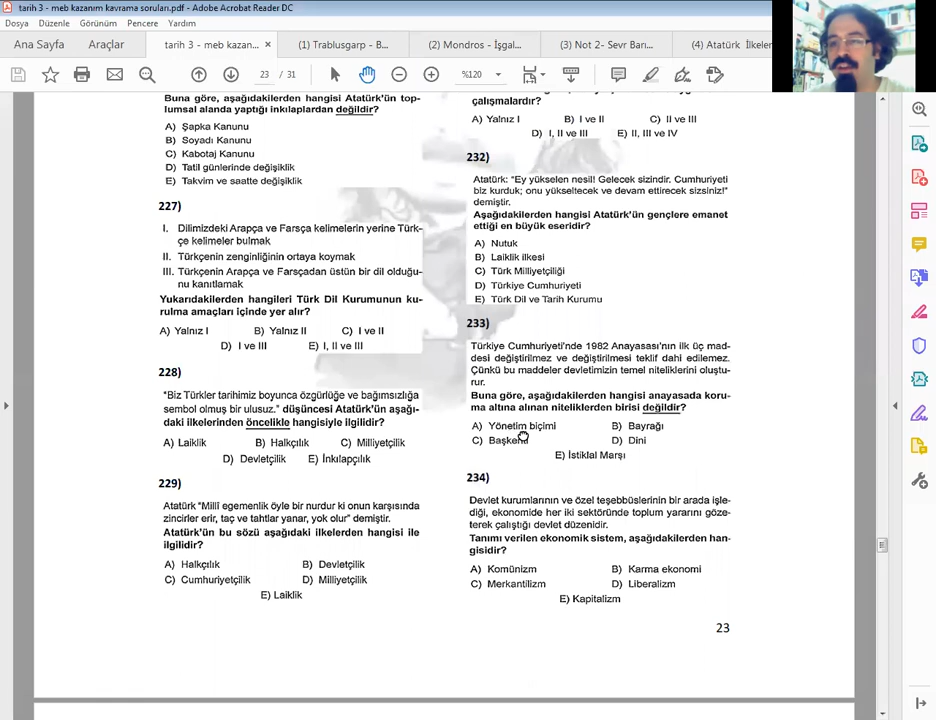 tarih 3 - meb kazanım kavrama soruları.pdf - Adobe Acrobat Reader DC
Dosya Düzenle Görünüm Pencere Yardım
Ana Sayfa Araçlar tarih 3 - meb kazan... × (1) Trablusgarp - B... (2) Mondros - İşgal... (3) Not 2- Sevr Barı... (4) Atatürk İlkeler
23 / 31 %120
Buna göre, aşağıdakilerden hangisi Atatürk'ün top-
lumsal alanda yaptığı inkılaplardan değildir?
A) Şapka Kanunu
B) Soyadı Kanunu
C) Kabotaj Kanunu
D) Tatil günlerinde değişiklik
E) Takvim ve saatte değişiklik
227)
I. Dilimizdeki Arapça ve Farsça kelimelerin yerine Türk-
çe kelimeler bulmak
II. Türkçenin zenginliğinin ortaya koymak
III. Türkçenin Arapça ve Farsçadan üstün bir dil olduğu-
nu kanıtlamak
Yukarıdakilerden hangileri Türk Dil Kurumunun ku-
rulma amaçları içinde yer alır?
A) Yalnız I B) Yalnız II C) I ve II
D) I ve III E) I, II ve III
228)
"Biz Türkler tarihimiz boyunca özgürlüğe ve bağımsızlığa
sembol olmuş bir ulusuz." düşüncesi Atatürk'ün aşağı-
daki ilkelerinden öncelikle hangisiyle ilgilidir?
A) Laiklik B) Halkçılık C) Milliyetçilik
D) Devletçilik E) İnkılapçılık
229)
Atatürk "Millî egemenlik öyle bir nurdur ki onun karşısında
zincirler erir, taç ve tahtlar yanar, yok olur" demiştir.
Atatürk'ün bu sözü aşağıdaki ilkelerden hangisi ile
ilgilidir?
A) Halkçılık B) Devletçilik
C) Cumhuriyetçilik D) Milliyetçilik
E) Laiklik
çalışmalardır?
A) Yalnız I B) I ve II C) II ve III
D) I, II ve III E) II, III ve IV
232)
Atatürk: "Ey yükselen nesil! Gelecek sizindir. Cumhuriyeti
biz kurduk; onu yükseltecek ve devam ettirecek sizsiniz!"
demiştir.
Aşağıdakilerden hangisi Atatürk'ün gençlere emanet
ettiği en büyük eseridir?
A) Nutuk
B) Laiklik ilkesi
C) Türk Milliyetçiliği
D) Türkiye Cumhuriyeti
E) Türk Dil ve Tarih Kurumu
233)
Türkiye Cumhuriyeti'nde 1982 Anayasası'nın ilk üç mad-
desi değiştirilmez ve değiştirilmesi teklif dahi edilemez.
Çünkü bu maddeler devletimizin temel niteliklerini oluştu-
rur.
Buna göre, aşağıdakilerden hangisi anayasada koru-
ma altına alınan niteliklerden birisi değildir?
A) Yönetim biçimi B) Bayrağı
C) Başkenti D) Dini
E) İstiklal Marşı
234)
Devlet kurumlarının ve özel teşebbüslerinin bir arada işle-
diği, ekonomide her iki sektöründe toplum yararını göze-
terek çalıştığı devlet düzenidir.
Tanımı verilen ekonomik sistem, aşağıdakilerden han-
gisidir?
A) Komünizm B) Karma ekonomi
C) Merkantilizm D) Liberalizm
E) Kapitalizm
23